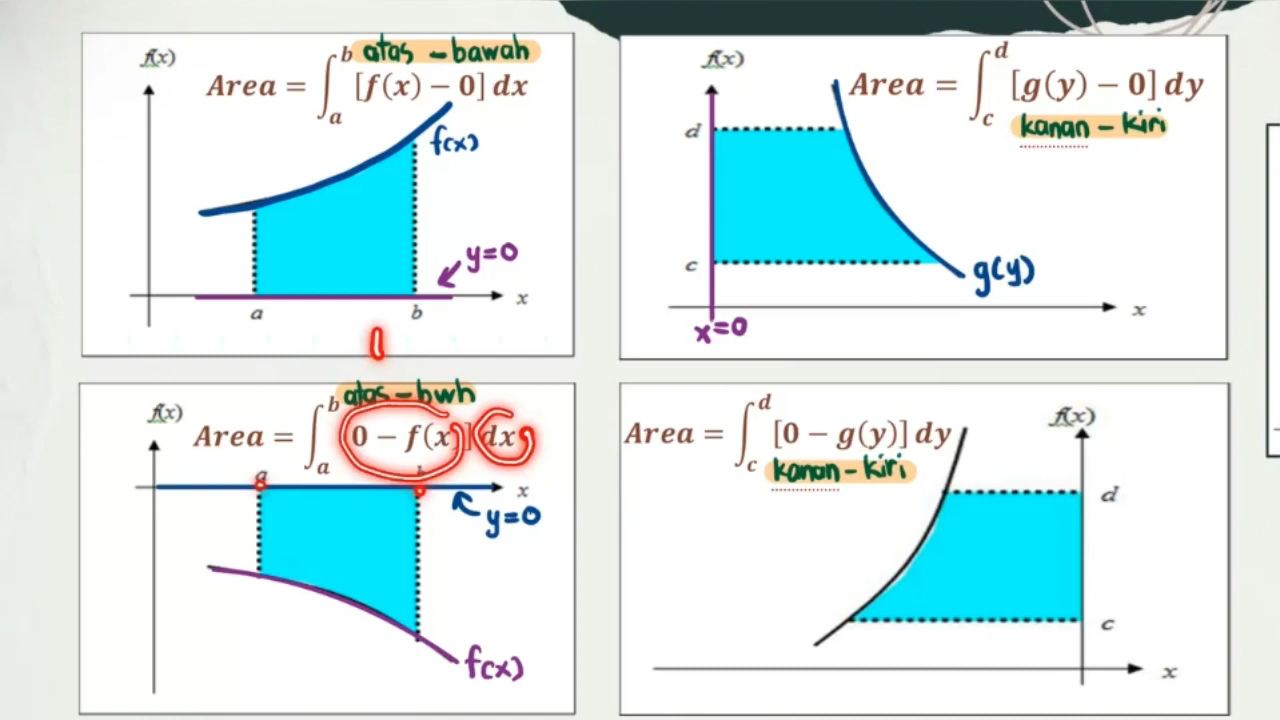 f(x)
atas - bawah
Area = ∫_a^b [f(x) − 0] dx
f(x)
y=0
x
a
b
f(x)
Area = ∫_c^d [g(y) − 0] dy
kanan - kiri
d
c
g(y)
x=0
x
atas - bwh
f(x)
Area = ∫_a^b [0 − f(x)] dx
a
b
x
y=0
f(x)
Area = ∫_c^d [0 − g(y)] dy
kanan - kiri
f(x)
d
c
x